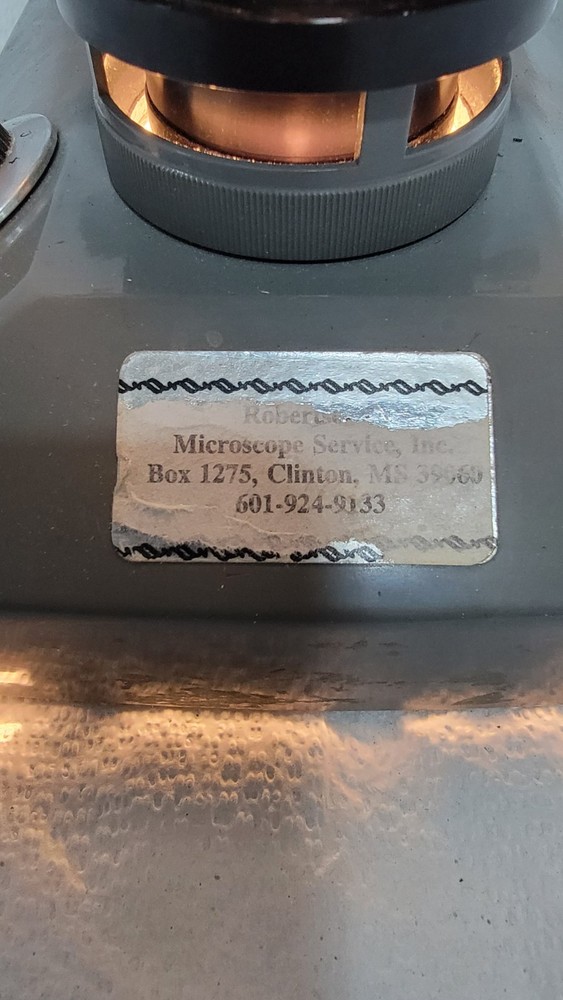 Microscope Service, Inc.
Box 1275, Clinton, MS 39060
601-924-9133